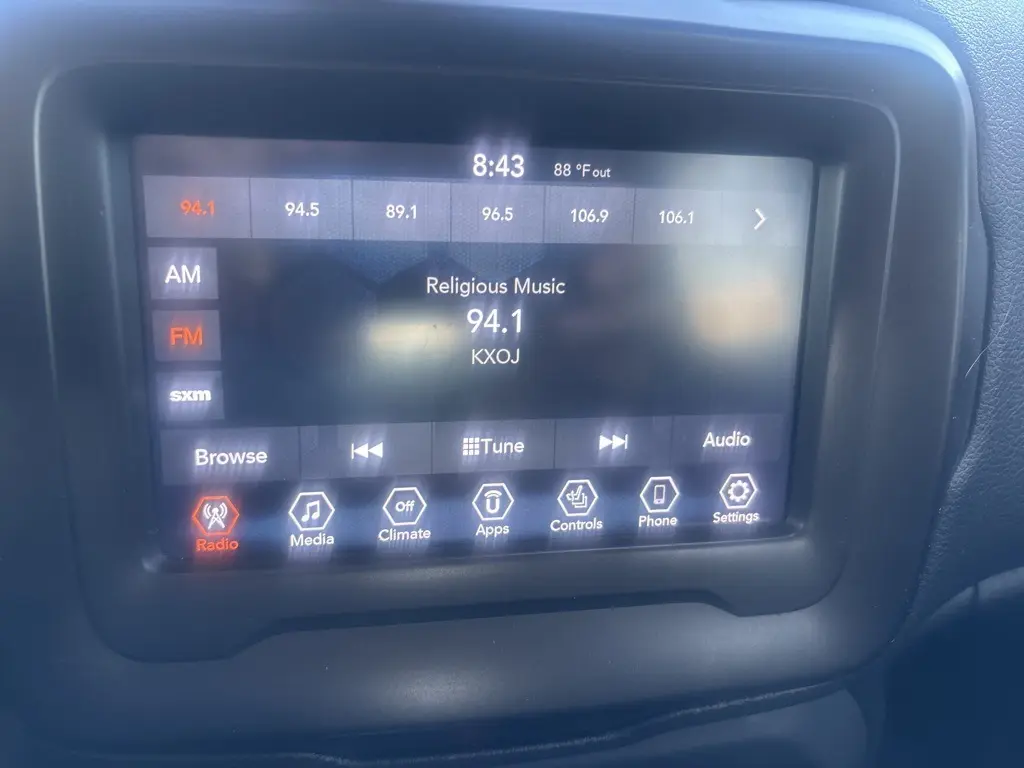 8:43 88 °F out
94.1 94.5 89.1 96.5 106.9 106.1
AM
Religious Music
94.1
FM
KXOJ
sxm
Browse Tune Audio
Off
Radio Media Climate Apps Controls Phone Settings